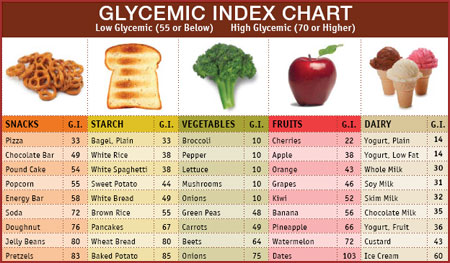 GLYCEMIC INDEX CHART
Low Glycemic (55 or Below) High Glycemic (70 or Higher)
SNACKS G.I. STARCH G.I. VEGETABLES G.I. FRUITS G.I. DAIRY G.I.
Pizza 33 Bagel, Plain 33 Broccoli 10 Cherries 22 Yogurt, Plain 14
Chocolate Bar 49 White Rice 38 Pepper 10 Apple 38 Yogurt, Low Fat 14
Pound Cake 54 White Spaghetti 38 Lettuce 10 Orange 43 Whole Milk 30
Popcorn 55 Sweet Potato 44 Mushrooms 10 Grapes 46 Soy Milk 31
Energy Bar 58 White Bread 49 Onions 10 Kiwi 52 Skim Milk 32
Soda 72 Brown Rice 55 Green Peas 48 Banana 56 Chocolate Milk 35
Doughnut 76 Pancakes 67 Carrots 49 Pineapple 66 Yogurt, Fruit 36
Jelly Beans 80 Wheat Bread 80 Beets 64 Watermelon 72 Custard 43
Pretzels 83 Baked Potato 85 Onions 75 Dates 103 Ice Cream 60